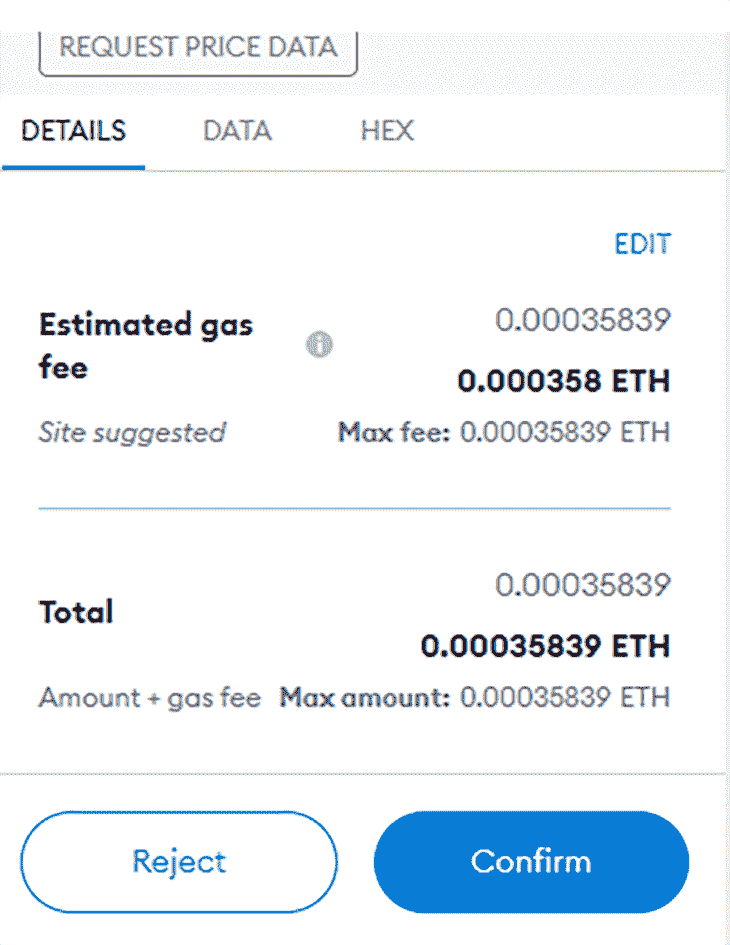 REQUEST PRICE DATA
DETAILS DATA HEX
EDIT
Estimated gas fee
0.00035839
0.000358 ETH
Site suggested
Max fee: 0.00035839 ETH
Total
0.00035839
0.00035839 ETH
Amount + gas fee Max amount: 0.00035839 ETH
Reject Confirm